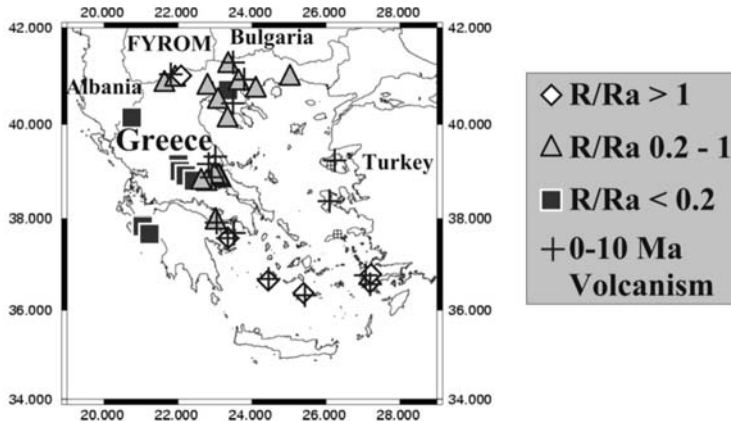 20.000 22.000 24.000 26.000 28.000
42.000 42.000
FYROM Bulgaria
Albania
40.000 40.000
Greece
Turkey
38.000 38.000
36.000 36.000
34.000 34.000
20.000 22.000 24.000 26.000 28.000
R/Ra > 1
R/Ra 0.2 - 1
R/Ra < 0.2
0-10 Ma
Volcanism